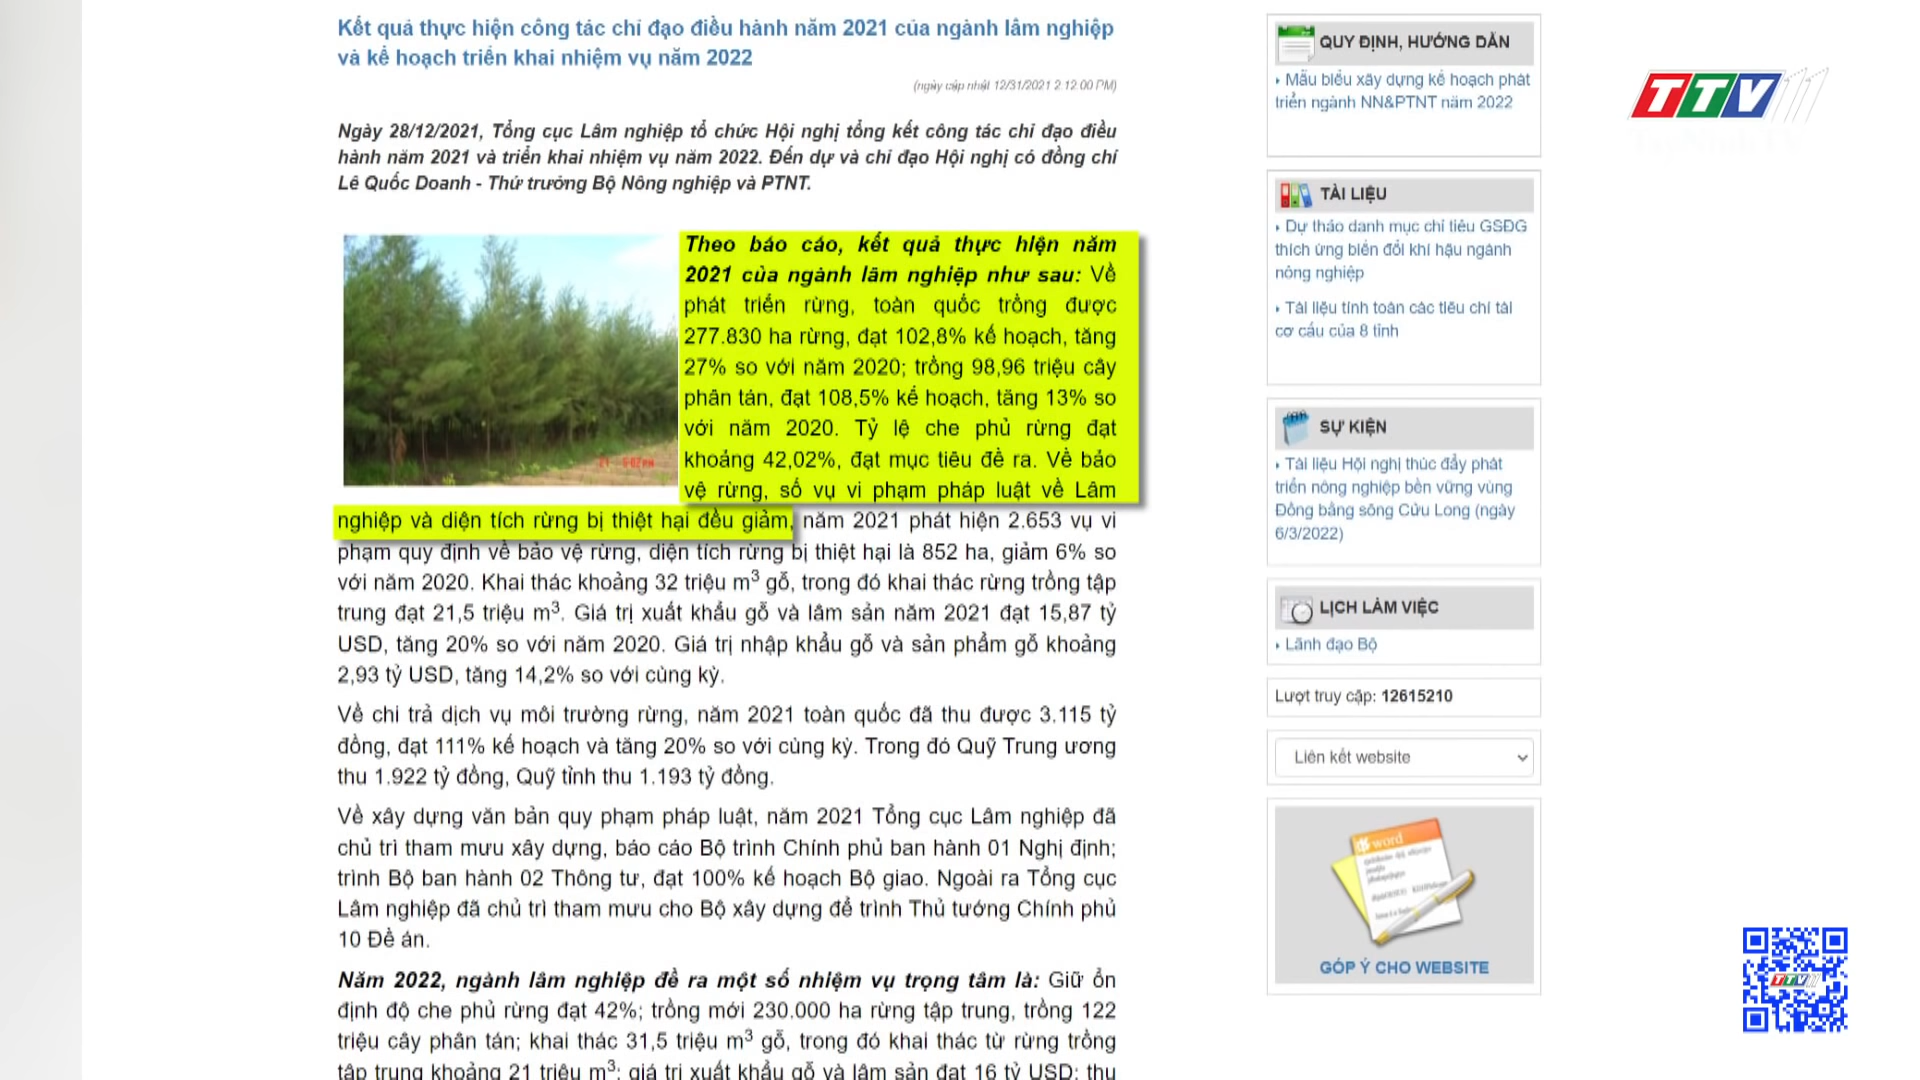 Kết quả thực hiện công tác chỉ đạo điều hành năm 2021 của ngành lâm nghiệp
và kế hoạch triển khai nhiệm vụ năm 2022
(ngày cập nhật 12/31/2021 2:12:00 PM)
Ngày 28/12/2021, Tổng cục Lâm nghiệp tổ chức Hội nghị tổng kết công tác chỉ đạo điều
hành năm 2021 và triển khai nhiệm vụ năm 2022. Đến dự và chỉ đạo Hội nghị có đồng chí
Lê Quốc Doanh - Thứ trưởng Bộ Nông nghiệp và PTNT.
Theo báo cáo, kết quả thực hiện năm
2021 của ngành lâm nghiệp như sau: Về
phát triển rừng, toàn quốc trồng được
277.830 ha rừng, đạt 102,8% kế hoạch, tăng
27% so với năm 2020; trồng 98,96 triệu cây
phân tán, đạt 108,5% kế hoạch, tăng 13% so
với năm 2020. Tỷ lệ che phủ rừng đạt
khoảng 42,02%, đạt mục tiêu đề ra. Về bảo
vệ rừng, số vụ vi phạm pháp luật về Lâm
nghiệp và diện tích rừng bị thiệt hại đều giảm, năm 2021 phát hiện 2.653 vụ vi
phạm quy định về bảo vệ rừng, diện tích rừng bị thiệt hại là 852 ha, giảm 6% so
với năm 2020. Khai thác khoảng 32 triệu m³ gỗ, trong đó khai thác rừng trồng tập
trung đạt 21,5 triệu m³. Giá trị xuất khẩu gỗ và lâm sản năm 2021 đạt 15,87 tỷ
USD, tăng 20% so với năm 2020. Giá trị nhập khẩu gỗ và sản phẩm gỗ khoảng
2,93 tỷ USD, tăng 14,2% so với cùng kỳ.
Về chi trả dịch vụ môi trường rừng, năm 2021 toàn quốc đã thu được 3.115 tỷ
đồng, đạt 111% kế hoạch và tăng 20% so với cùng kỳ. Trong đó Quỹ Trung ương
thu 1.922 tỷ đồng, Quỹ tỉnh thu 1.193 tỷ đồng.
Về xây dựng văn bản quy phạm pháp luật, năm 2021 Tổng cục Lâm nghiệp đã
chủ trì tham mưu xây dựng, báo cáo Bộ trình Chính phủ ban hành 01 Nghị định;
trình Bộ ban hành 02 Thông tư, đạt 100% kế hoạch Bộ giao. Ngoài ra Tổng cục
Lâm nghiệp đã chủ trì tham mưu cho Bộ xây dựng để trình Thủ tướng Chính phủ
10 Đề án.
Năm 2022, ngành lâm nghiệp đề ra một số nhiệm vụ trọng tâm là: Giữ ổn
định độ che phủ rừng đạt 42%; trồng mới 230.000 ha rừng tập trung, trồng 122
triệu cây phân tán; khai thác 31,5 triệu m³ gỗ, trong đó khai thác từ rừng trồng
tập trung khoảng 21 triệu m³; giá trị xuất khẩu gỗ và lâm sản đạt 16 tỷ USD; thu
QUY ĐỊNH, HƯỚNG DẪN
Mẫu biểu xây dựng kế hoạch phát
triển ngành NN&PTNT năm 2022
TÀI LIỆU
Dự thảo danh mục chỉ tiêu GSĐG
thích ứng biến đổi khí hậu ngành
nông nghiệp
Tài liệu tính toán các tiêu chí tái
cơ cấu của 8 tỉnh
SỰ KIỆN
Tài liệu Hội nghị thúc đẩy phát
triển nông nghiệp bền vững vùng
Đồng bằng sông Cửu Long (ngày
6/3/2022)
LỊCH LÀM VIỆC
Lãnh đạo Bộ
Lượt truy cập: 12615210
Liên kết website
word
GÓP Ý CHO WEBSITE
TTV11
TTV11